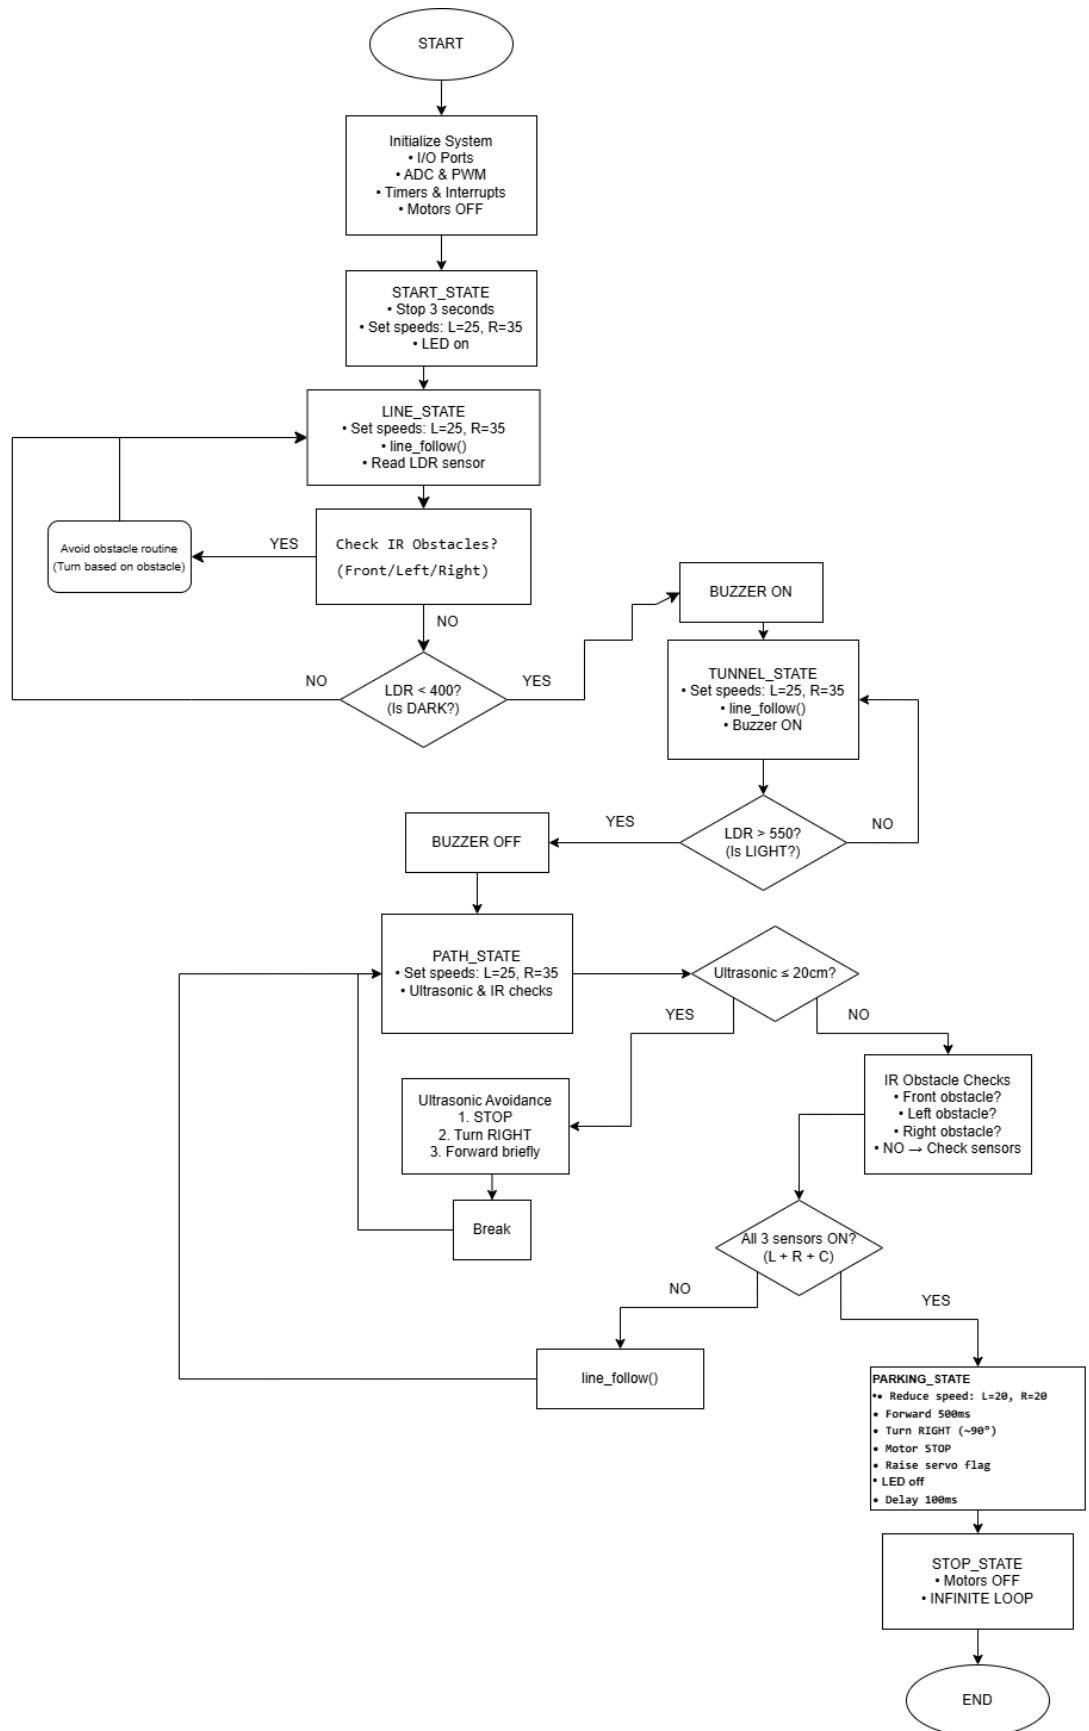 START
Initialize System
• I/O Ports
• ADC & PWM
• Timers & Interrupts
• Motors OFF
START_STATE
• Stop 3 seconds
• Set speeds: L=25, R=35
• LED on
LINE_STATE
• Set speeds: L=25, R=35
• line_follow()
• Read LDR sensor
Check IR Obstacles?
(Front/Left/Right)
YES
Avoid obstacle routine
(Turn based on obstacle)
NO
LDR < 400?
(Is DARK?)
NO
YES
BUZZER ON
TUNNEL_STATE
• Set speeds: L=25, R=35
• line_follow()
• Buzzer ON
LDR > 550?
(Is LIGHT?)
YES
NO
BUZZER OFF
PATH_STATE
• Set speeds: L=25, R=35
• Ultrasonic & IR checks
Ultrasonic ≤ 20cm?
YES
NO
Ultrasonic Avoidance
1. STOP
2. Turn RIGHT
3. Forward briefly
Break
IR Obstacle Checks
• Front obstacle?
• Left obstacle?
• Right obstacle?
• NO → Check sensors
All 3 sensors ON?
(L + R + C)
NO
YES
line_follow()
PARKING_STATE
•• Reduce speed: L=20, R=20
• Forward 500ms
• Turn RIGHT (~90°)
• Motor STOP
• Raise servo flag
• LED off
• Delay 100ms
STOP_STATE
• Motors OFF
• INFINITE LOOP
END